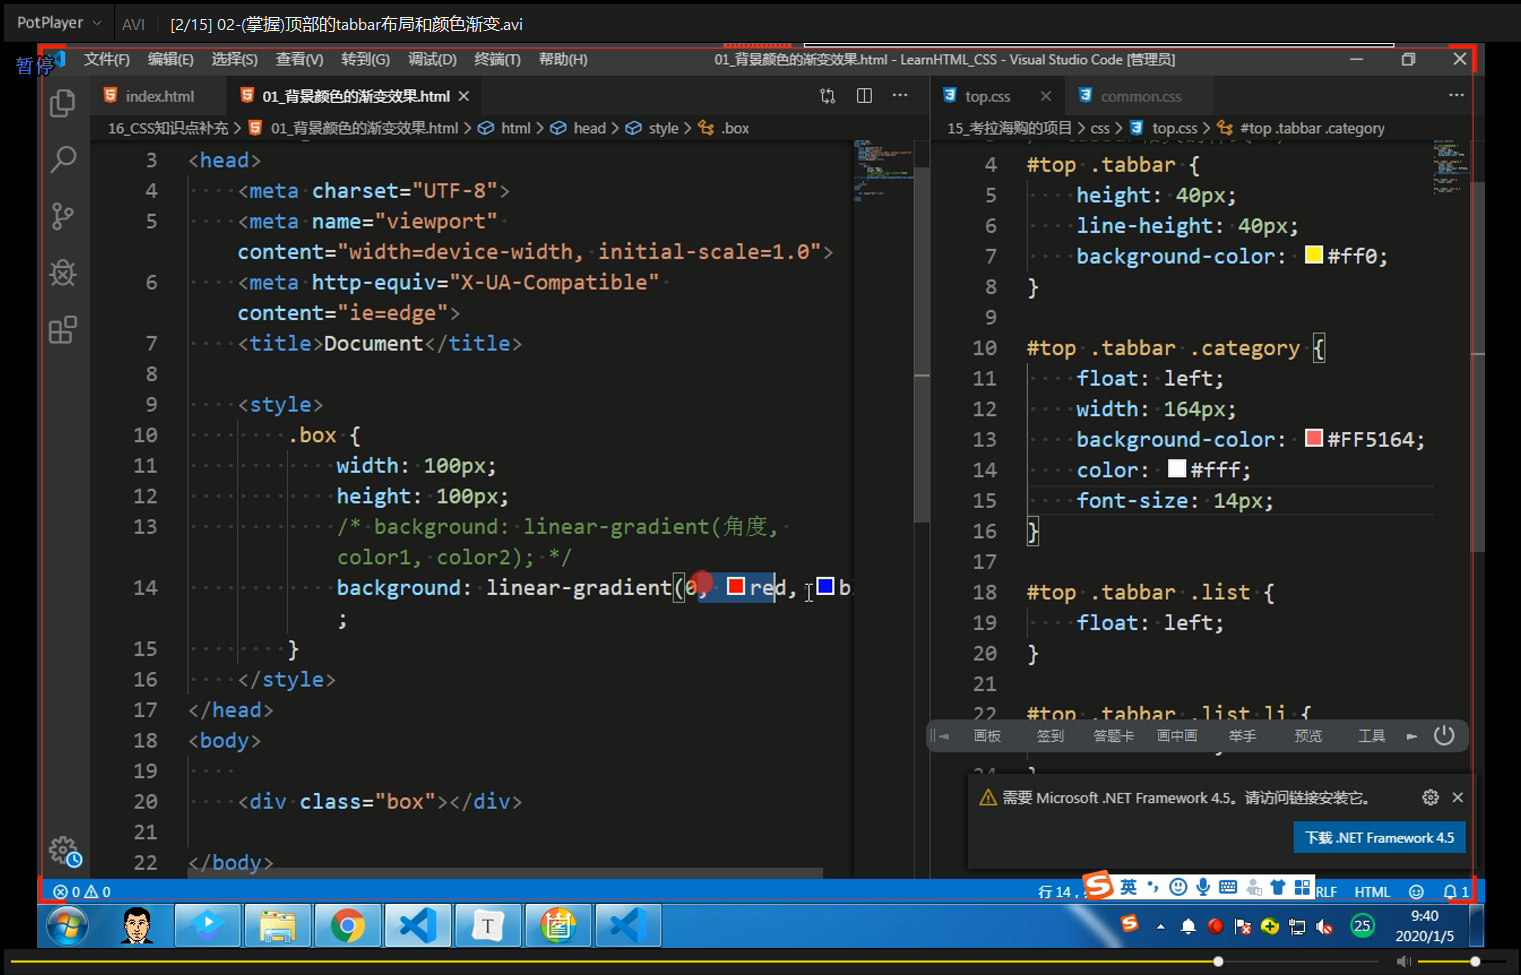 PotPlayer
AVI
[2/15] 02-(掌握)顶部的tabbar布局和颜色渐变.avi
暂停
文件(F) 编辑(E) 选择(S) 查看(V) 转到(G) 调试(D) 终端(T) 帮助(H)
01_背景颜色的渐变效果.html - LearnHTML_CSS - Visual Studio Code [管理员]
index.html
01_背景颜色的渐变效果.html
16_CSS知识点补充 > 01_背景颜色的渐变效果.html > html > head > style > .box
3 <head>
4 <meta charset="UTF-8">
5 <meta name="viewport"
content="width=device-width, initial-scale=1.0">
6 <meta http-equiv="X-UA-Compatible"
content="ie=edge">
7 <title>Document</title>
8
9 <style>
10 .box {
11 width: 100px;
12 height: 100px;
13 /* background: linear-gradient(角度,
color1, color2); */
14 background: linear-gradient(0, red, b
;
15 }
16 </style>
17 </head>
18 <body>
19
20 <div class="box"></div>
21
22 </body>
top.css
common.css
15_考拉海购的项目 > css > top.css > #top .tabbar .category
4 #top .tabbar {
5 height: 40px;
6 line-height: 40px;
7 background-color: #ff0;
8 }
9
10 #top .tabbar .category {
11 float: left;
12 width: 164px;
13 background-color: #FF5164;
14 color: #fff;
15 font-size: 14px;
16 }
17
18 #top .tabbar .list {
19 float: left;
20 }
21
22 #top .tabbar .list li {
画板 签到 答题卡 画中画 举手 预览 工具
24 }
需要 Microsoft .NET Framework 4.5。请访问链接安装它。
下载 .NET Framework 4.5
0 0
行 14，
英
RLF HTML 1
T
25
9:40
2020/1/5